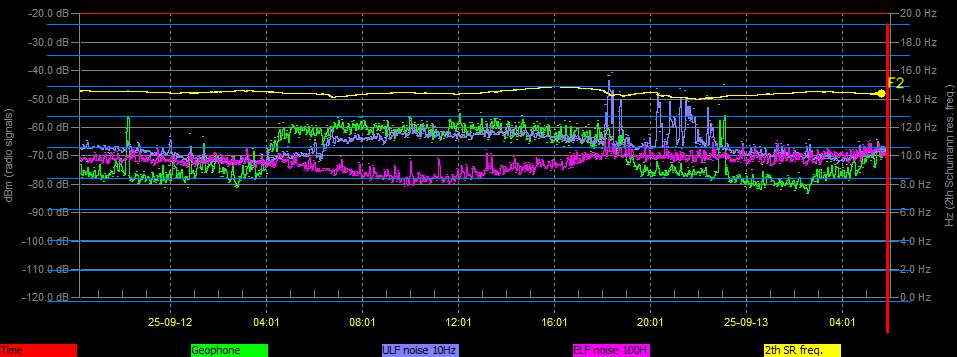 -20.0 dB
20.0 Hz
-30.0 dB
18.0 Hz
-40.0 dB
16.0 Hz
F2
-50.0 dB
14.0 Hz
-60.0 dB
12.0 Hz
-70.0 dB
10.0 Hz
-80.0 dB
8.0 Hz
-90.0 dB
6.0 Hz
-100.0 dB
4.0 Hz
-110.0 dB
2.0 Hz
-120.0 dB
0.0 Hz
dBm (radio signals)
Hz (2th Schumann res. freq.)
25-09-12 04:01 08:01 12:01 16:01 20:01 25-09-13 04:01
Time Geophone ULF noise 10Hz ELF noise 100H 2th SR freq.